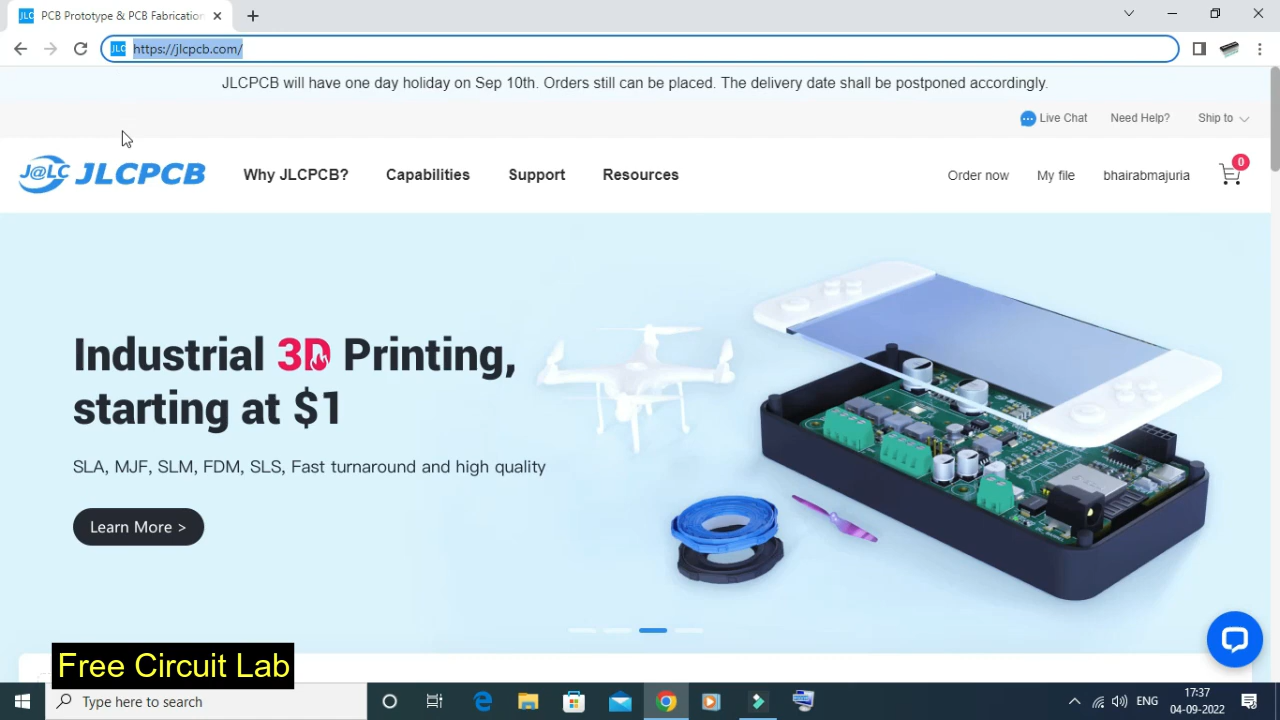 JLC PCB Prototype & PCB Fabrication
JLC https://jlcpcb.com/
JLCPCB will have one day holiday on Sep 10th. Orders still can be placed. The delivery date shall be postponed accordingly.
Live Chat Need Help? Ship to
J@LC JLCPCB Why JLCPCB? Capabilities Support Resources Order now My file bhairabmajuria 0
Industrial 3D Printing,
starting at $1
SLA, MJF, SLM, FDM, SLS, Fast turnaround and high quality
Learn More >
Free Circuit Lab
Type here to search
ENG
17:37
04-09-2022